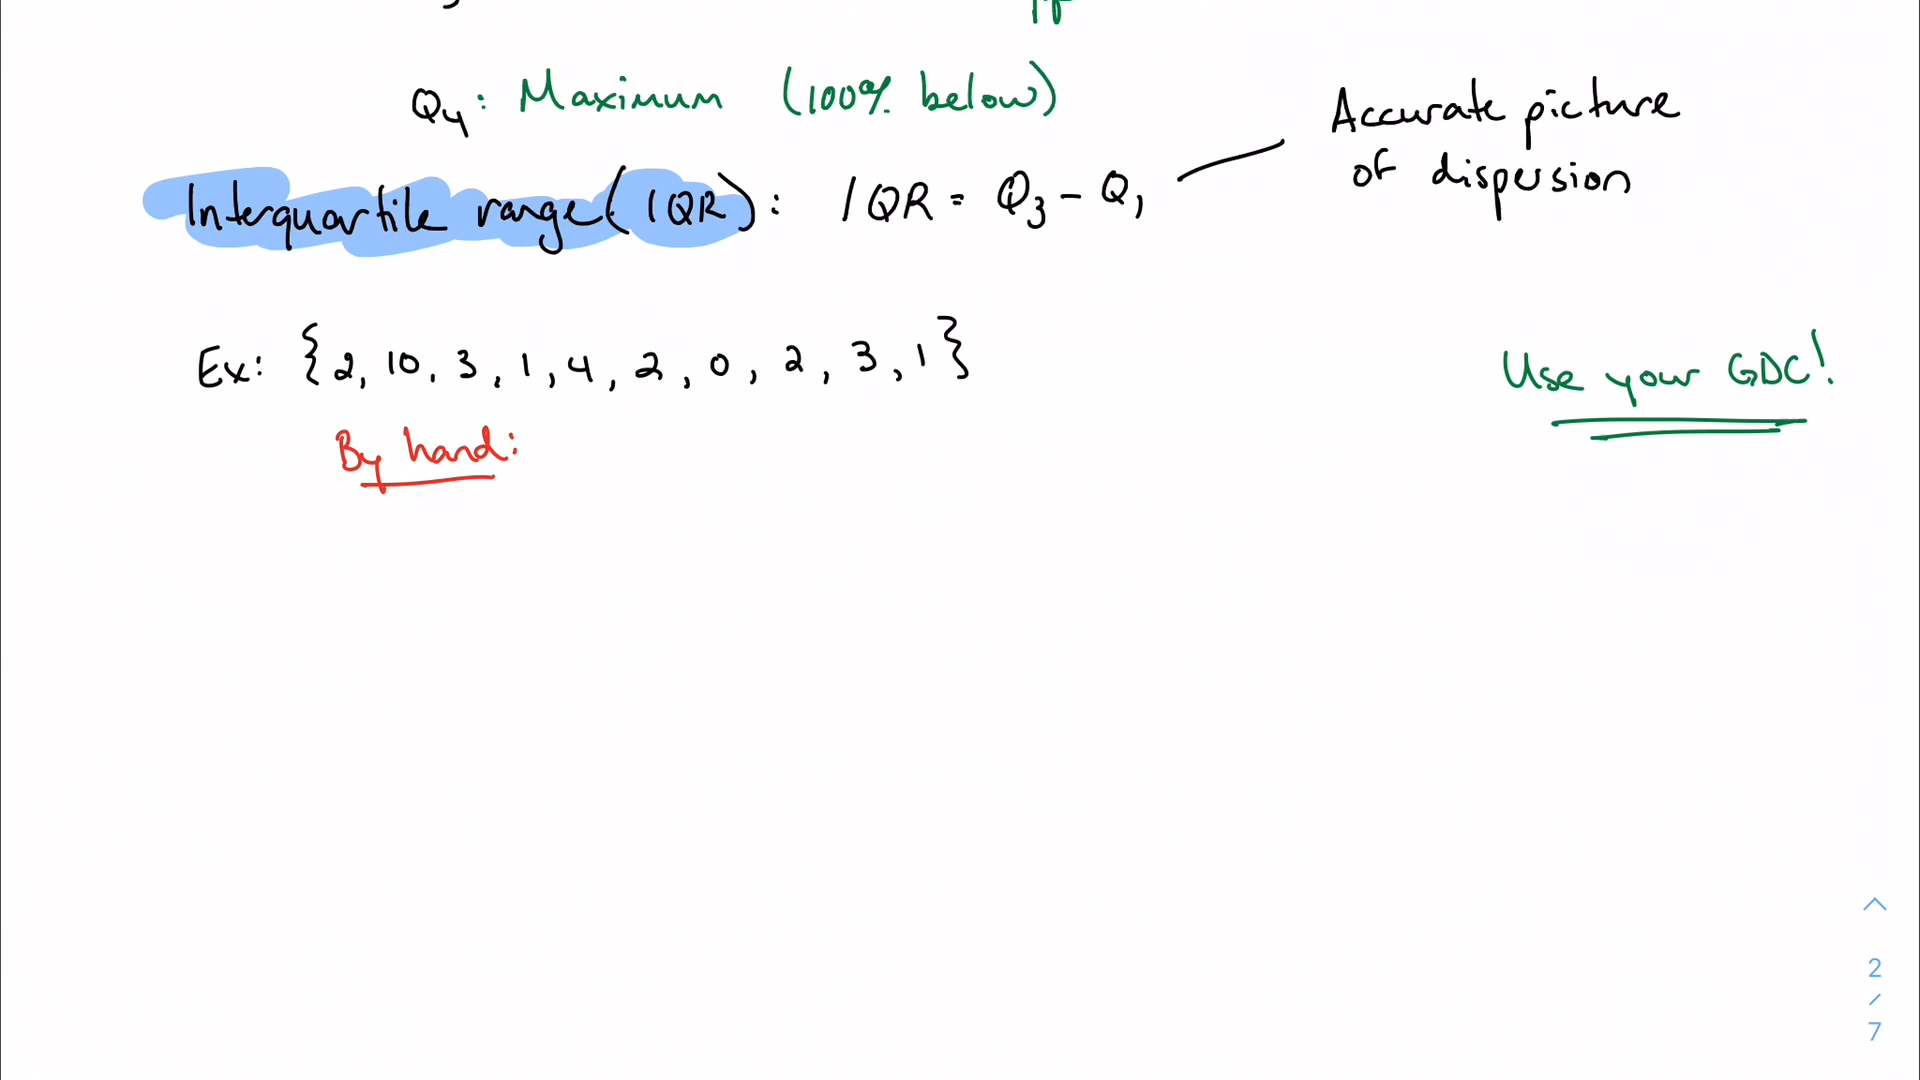 Q4: Maximum (100% below)
Accurate picture
of dispersion
Interquartile range (IQR): IQR = Q3 - Q1
Ex: {2, 10, 3, 1, 4, 2, 0, 2, 3, 1}
Use your GDC!
By hand:
2
/
7